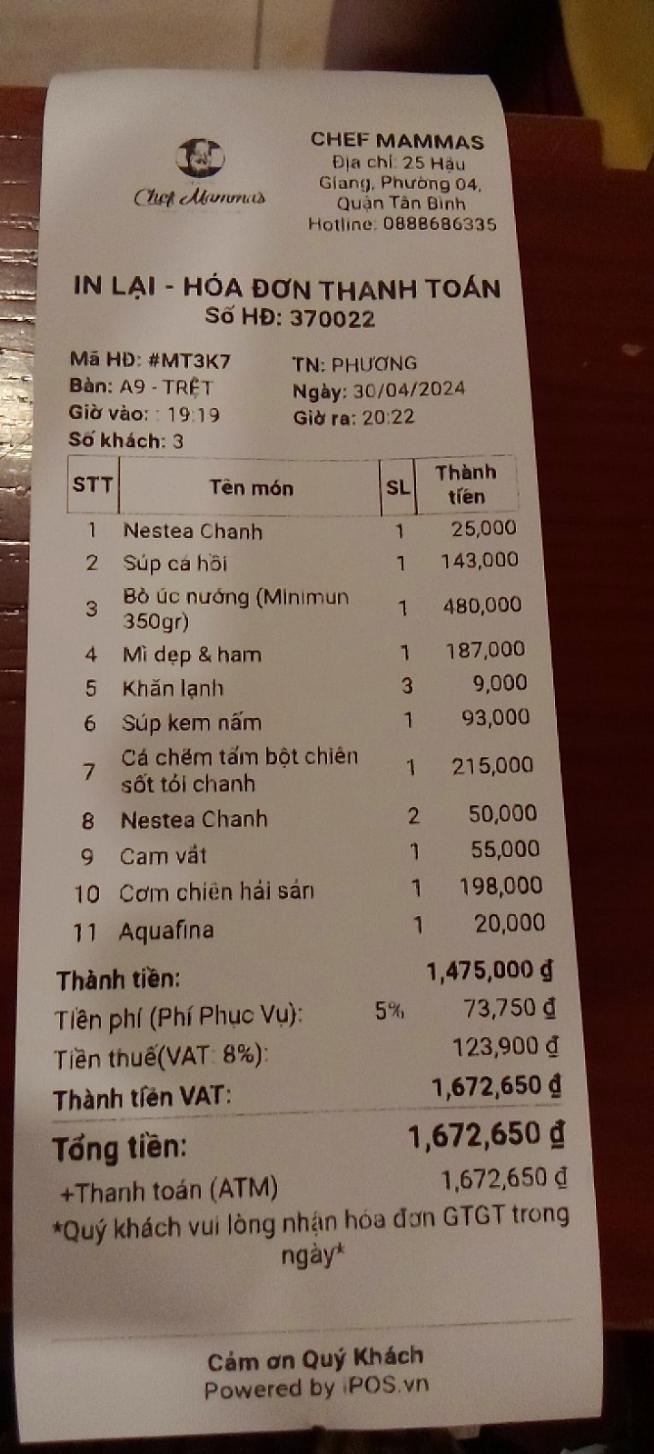 Chef Mammas
CHEF MAMMAS
Địa chỉ: 25 Hậu
Giang, Phường 04,
Quận Tân Bình
Hotline: 0888686335
IN LẠI - HÓA ĐƠN THANH TOÁN
Số HĐ: 370022
Mã HĐ: #MT3K7 TN: PHƯƠNG
Bàn: A9 - TRỆT Ngày: 30/04/2024
Giờ vào: : 19:19 Giờ ra: 20:22
Số khách: 3
STT Tên món SL Thành tiền
1 Nestea Chanh 1 25,000
2 Súp cá hồi 1 143,000
3 Bò úc nướng (Minimun 1 480,000
350gr)
4 Mì dẹp & ham 1 187,000
5 Khăn lạnh 3 9,000
6 Súp kem nấm 1 93,000
7 Cá chẽm tẩm bột chiên 1 215,000
sốt tỏi chanh
8 Nestea Chanh 2 50,000
9 Cam vắt 1 55,000
10 Cơm chiên hải sản 1 198,000
11 Aquafina 1 20,000
Thành tiền: 1,475,000 ₫
Tiền phí (Phí Phục Vụ): 5% 73,750 ₫
Tiền thuế(VAT: 8%): 123,900 ₫
Thành tiền VAT: 1,672,650 ₫
Tổng tiền: 1,672,650 ₫
+Thanh toán (ATM) 1,672,650 ₫
*Quý khách vui lòng nhận hóa đơn GTGT trong
ngày*
Cảm ơn Quý Khách
Powered by iPOS.vn